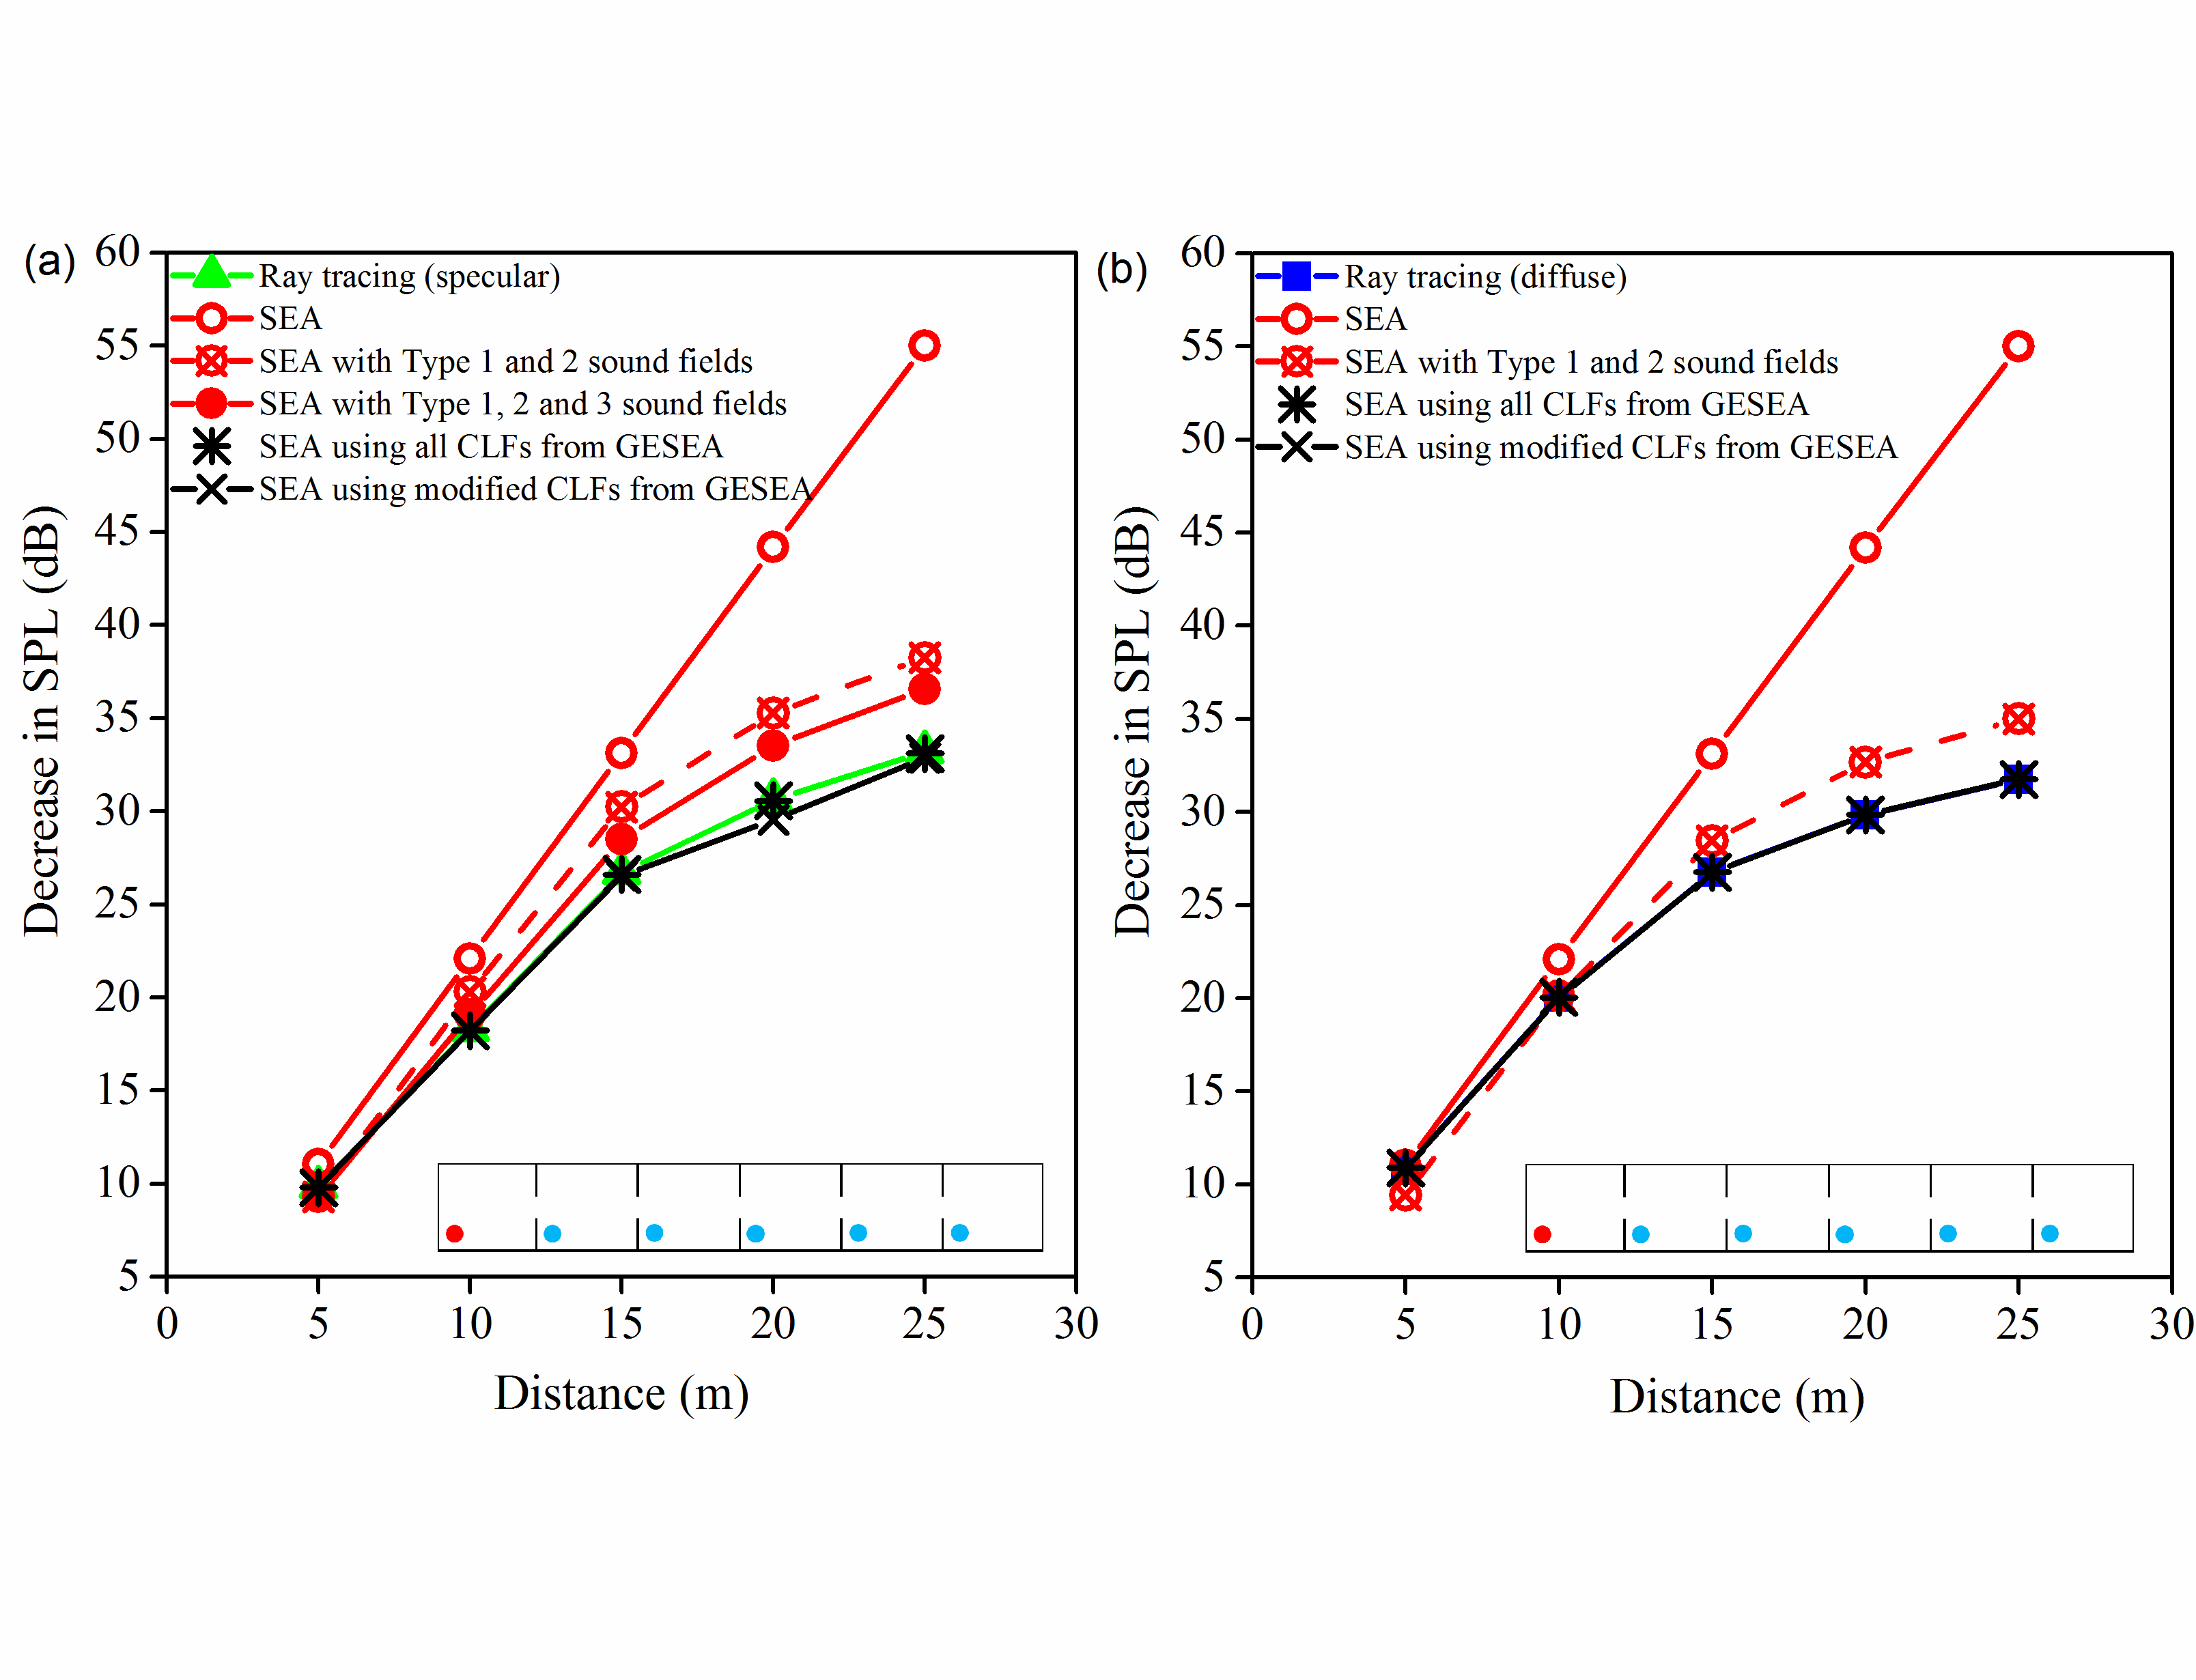 (a)
60
55
50
45
40
35
30
25
20
15
10
5
Decrease in SPL (dB)
Ray tracing (specular)
SEA
SEA with Type 1 and 2 sound fields
SEA with Type 1, 2 and 3 sound fields
SEA using all CLFs from GESEA
SEA using modified CLFs from GESEA
0 5 10 15 20 25 30
Distance (m)
(b)
60
55
50
45
40
35
30
25
20
15
10
5
Decrease in SPL (dB)
Ray tracing (diffuse)
SEA
SEA with Type 1 and 2 sound fields
SEA using all CLFs from GESEA
SEA using modified CLFs from GESEA
0 5 10 15 20 25 30
Distance (m)